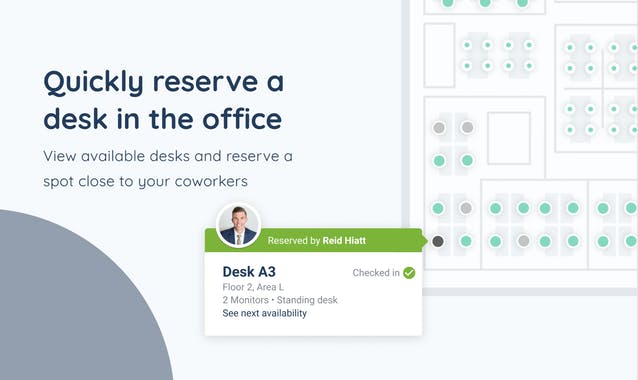 Quickly reserve a
desk in the office
View available desks and reserve a
spot close to your coworkers
Reserved by Reid Hiatt
Desk A3
Checked in
Floor 2, Area L
2 Monitors • Standing desk
See next availability